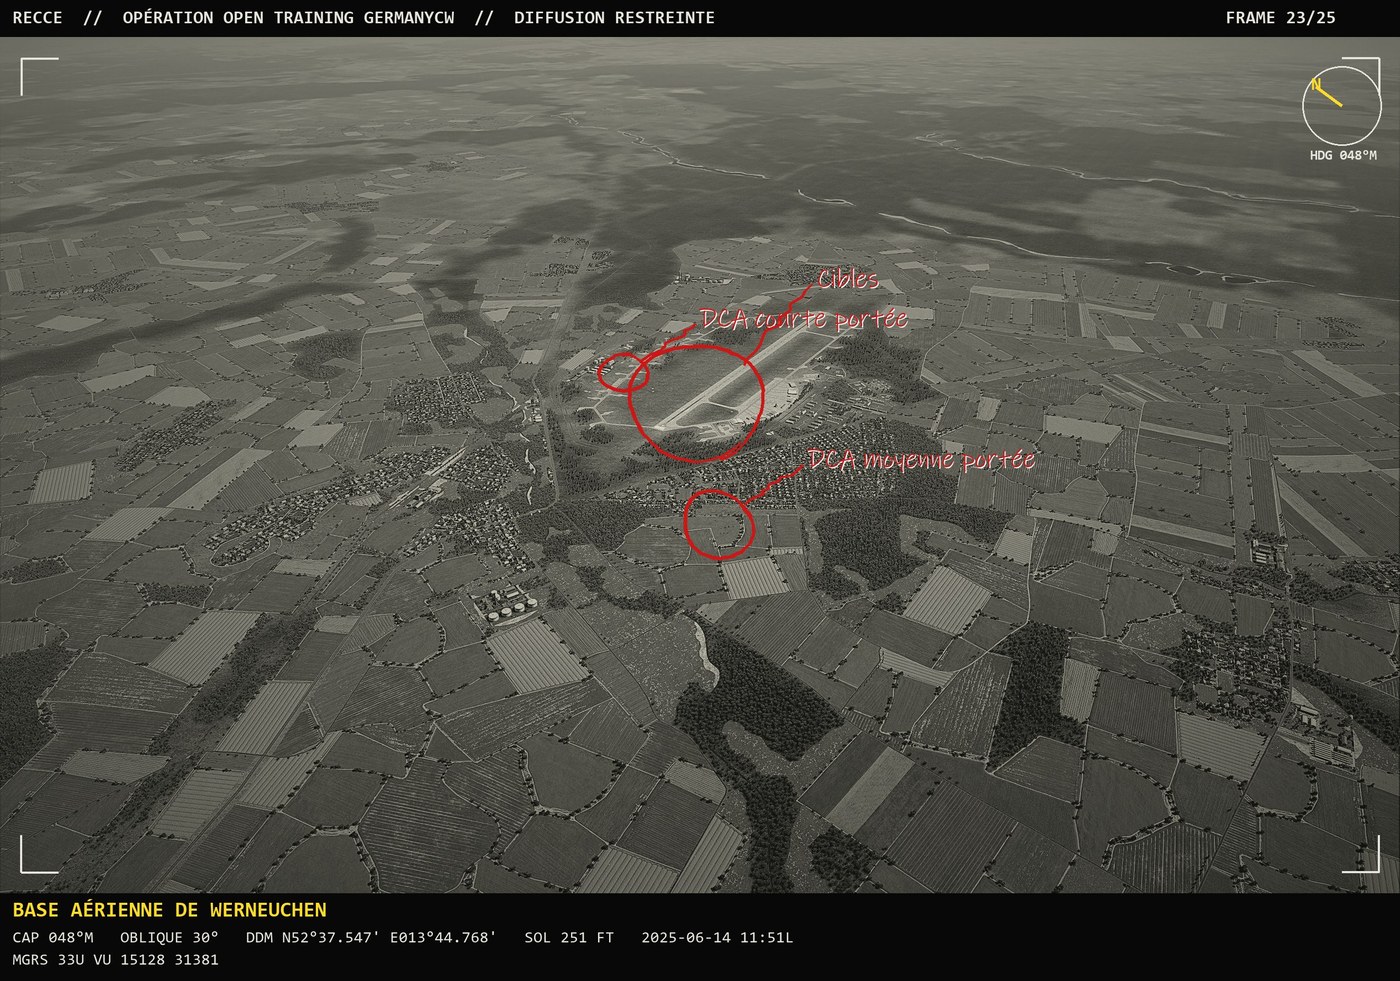 RECCE // OPÉRATION OPEN TRAINING GERMANYCW // DIFFUSION RESTREINTE FRAME 23/25
N
HDG 048°M
Cibles
DCA courte portée
DCA moyenne portée
BASE AÉRIENNE DE WERNEUCHEN
CAP 048°M OBLIQUE 30° DDM N52°37.547' E013°44.768' SOL 251 FT 2025-06-14 11:51L
MGRS 33U VU 15128 31381